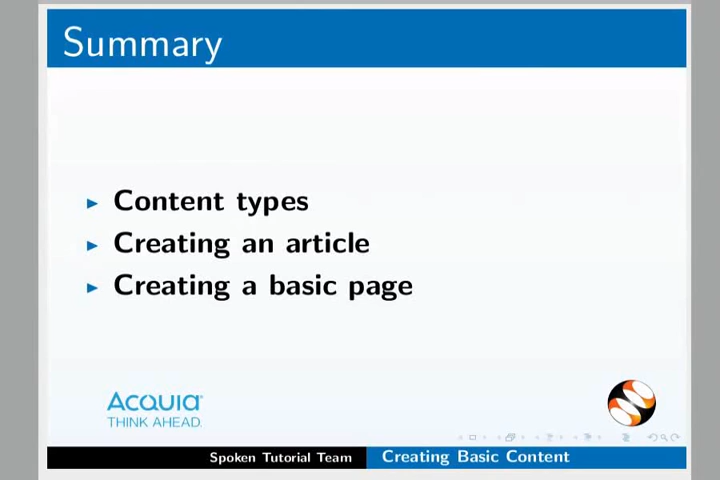 Summary
Content types
Creating an article
Creating a basic page
Acquia
THINK AHEAD.
Spoken Tutorial Team
Creating Basic Content